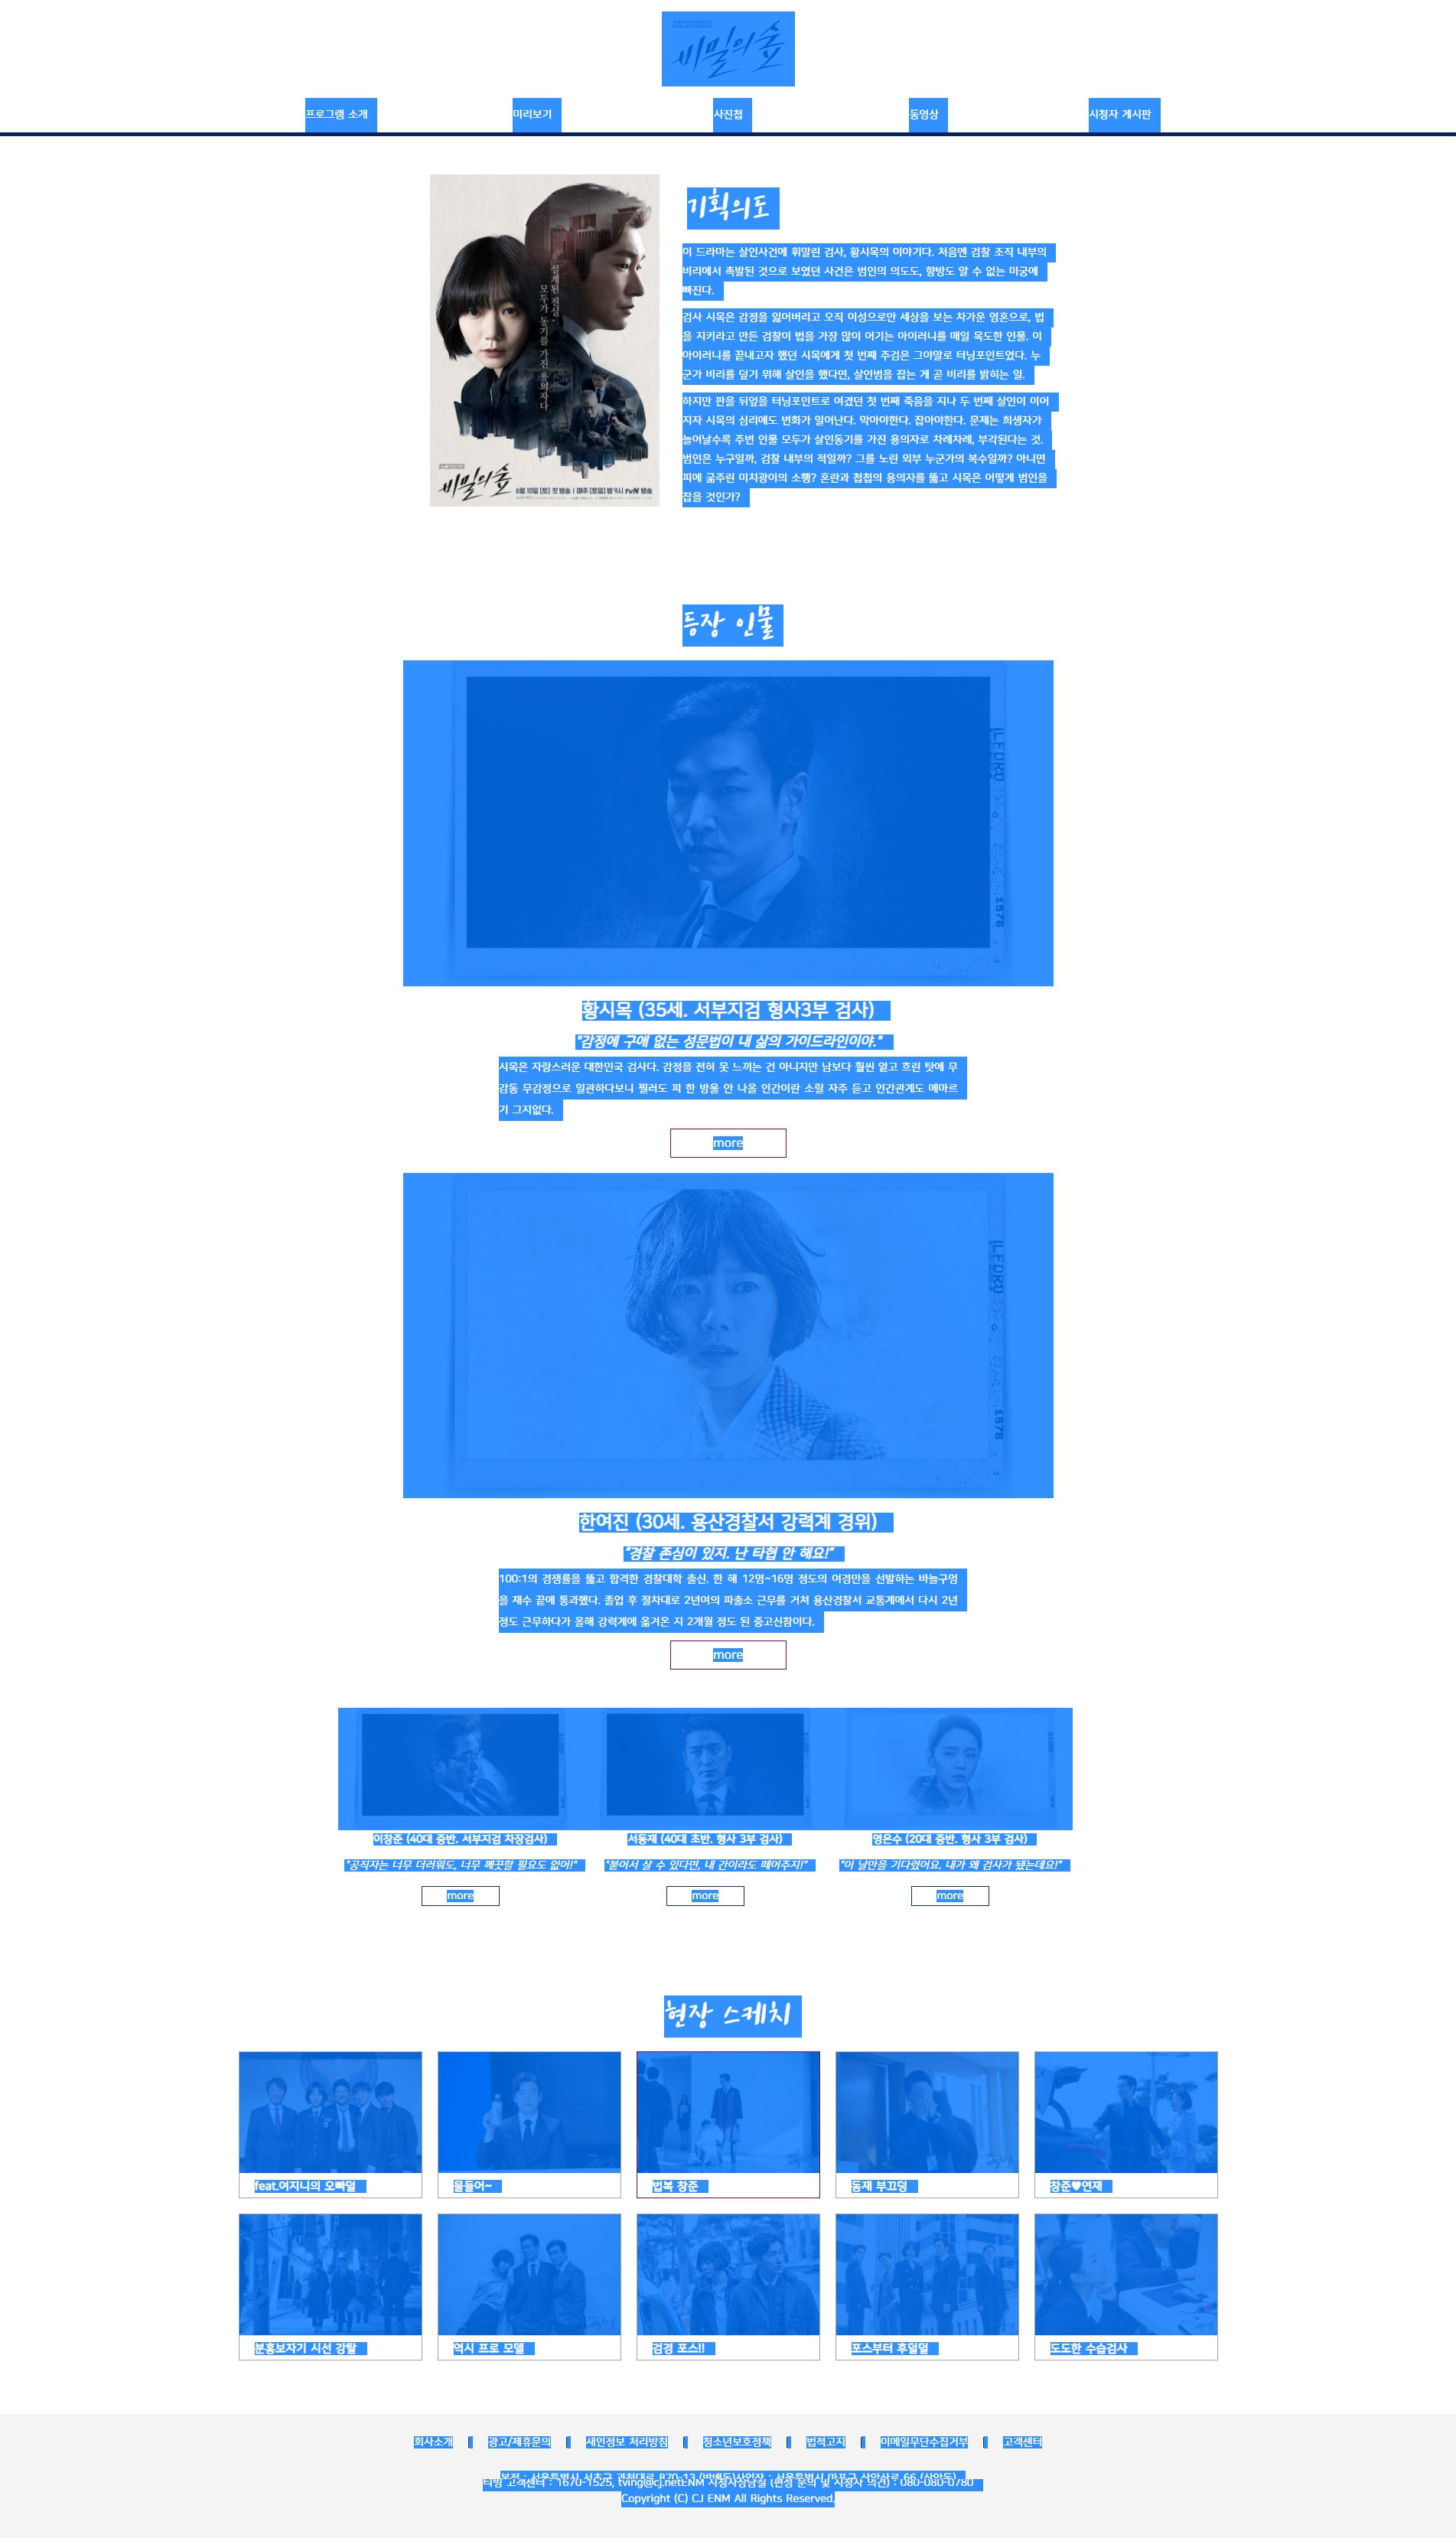 비밀의 숲
프로그램 소개
미리보기
사진첩
동영상
시청자 게시판
설계된 진실,
모두가 동기를 가진 용의자다
비밀의 숲
6월 10일 [토] 첫 방송 | 매주 [토일] 밤 9시 tvN 방송
기획의도
이 드라마는 살인사건에 휘말린 검사, 황시목의 이야기다. 처음엔 검찰 조직 내부의
비리에서 촉발된 것으로 보였던 사건은 범인의 의도도, 향방도 알 수 없는 미궁에
빠진다.
검사 시목은 감정을 잃어버리고 오직 이성으로만 세상을 보는 차가운 영혼으로, 법
을 지키라고 만든 검찰이 법을 가장 많이 어기는 아이러니를 매일 목도한 인물. 이
아이러니를 끝내고자 했던 시목에게 첫 번째 주검은 그야말로 터닝포인트였다. 누
군가 비리를 덮기 위해 살인을 했다면, 살인범을 잡는 게 곧 비리를 밝히는 일.
하지만 판을 뒤엎을 터닝포인트로 여겼던 첫 번째 죽음을 지나 두 번째 살인이 이어
지자 시목의 심리에도 변화가 일어난다. 막아야한다. 잡아야한다. 문제는 희생자가
늘어날수록 주변 인물 모두가 살인동기를 가진 용의자로 차례차례, 부각된다는 것.
범인은 누구일까, 검찰 내부의 적일까? 그를 노린 외부 누군가의 복수일까? 아니면
피에 굶주린 미치광이의 소행? 혼란과 첩첩의 용의자를 뚫고 시목은 어떻게 범인을
잡을 것인가?
등장 인물
ILFORD
1578
황시목 (35세. 서부지검 형사3부 검사)
"감정에 구애 없는 성문법이 내 삶의 가이드라인이야."
시목은 자랑스러운 대한민국 검사다. 감정을 전혀 못 느끼는 건 아니지만 남보다 훨씬 얕고 흐린 탓에 무
감동 무감정으로 일관하다보니 찔러도 피 한 방울 안 나올 인간이란 소릴 자주 듣고 인간관계도 메마르
기 그지없다.
more
ILFORD
1578
한여진 (30세. 용산경찰서 강력계 경위)
"경찰 존심이 있지. 난 타협 안 해요!"
100:1의 경쟁률을 뚫고 합격한 경찰대학 출신. 한 해 12명~16명 정도의 여경만을 선발하는 바늘구멍
을 재수 끝에 통과했다. 졸업 후 절차대로 2년여의 파출소 근무를 거쳐 용산경찰서 교통계에서 다시 2년
정도 근무하다가 올해 강력계에 옮겨온 지 2개월 정도 된 중고신참이다.
more
이창준 (40대 중반. 서부지검 차장검사)
"공직자는 너무 더러워도, 너무 깨끗할 필요도 없어!"
more
서동재 (40대 초반. 형사 3부 검사)
"붙어서 살 수 있다면, 내 간이라도 떼어주지!"
more
영은수 (20대 중반. 형사 3부 검사)
"이 날만을 기다렸어요. 내가 왜 검사가 됐는데요!"
more
현장 스케치
feat.여지니의 오빠덜
물들어~
법복 창준
동재 부끄덩
창준♥연재
분홍보자기 시선 강탈
역시 프로 모델
검경 포스!!
포스부터 후덜덜
도도한 수습검사
회사소개 | 광고/제휴문의 | 새인정보 처리방침 | 청소년보호정책 | 법적고지 | 이메일무단수집거부 | 고객센터
본점 : 서울특별시 서초구 과천대로 870-13 (방배동)사업장 : 서울특별시 마포구 상암산로 66 (상암동)
티빙 고객센터 : 1670-1525, tving@cj.netENM 시청자상담실 (편성 문의 및 시청자 의견) : 080-080-0780
Copyright (C) CJ ENM All Rights Reserved.